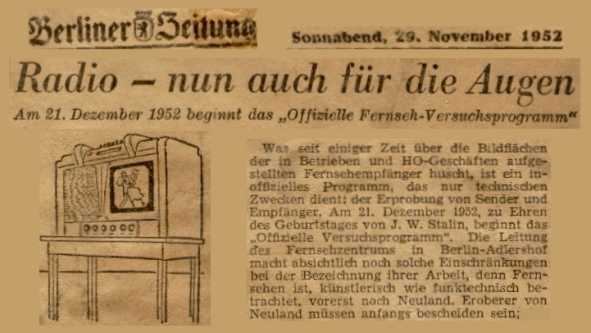 Berliner Zeitung
Sonnabend, 29. November 1952
Radio – nun auch für die Augen
Am 21. Dezember 1952 beginnt das „Offizielle Fernseh-Versuchsprogramm“
Was seit einiger Zeit über die Bildflächen
der in Betrieben und HO-Geschäften aufge-
stellten Fernsehempfänger huscht, ist ein in-
offizielles Programm, das nur technischen
Zwecken dient: der Erprobung von Sender und
Empfänger. Am 21. Dezember 1952, zu Ehren
des Geburtstages von J. W. Stalin, beginnt das
„Offizielle Versuchsprogramm“. Die Leitung
des Fernsehzentrums in Berlin-Adlershof
macht absichtlich noch solche Einschränkungen
bei der Bezeichnung ihrer Arbeit, denn Fern-
sehen ist, künstlerisch wie funktechnisch be-
trachtet, vorerst noch Neuland. Eroberer von
Neuland müssen anfangs bescheiden sein;